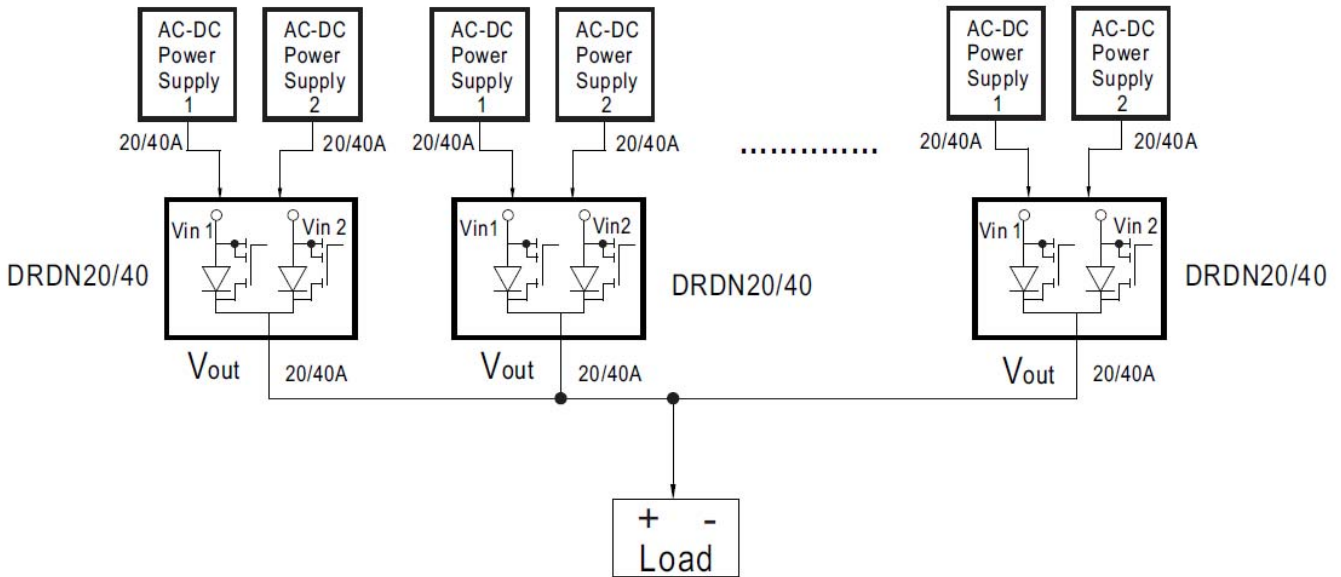 AC-DC
Power
Supply
1
AC-DC
Power
Supply
2
AC-DC
Power
Supply
1
AC-DC
Power
Supply
2
AC-DC
Power
Supply
1
AC-DC
Power
Supply
2
20/40A
20/40A
20/40A
20/40A
..............
20/40A
20/40A
Vin 1
Vin 2
Vin1
Vin2
Vin 1
Vin 2
DRDN20/40
DRDN20/40
DRDN20/40
Vout
20/40A
Vout
20/40A
Vout
20/40A
+ -
Load